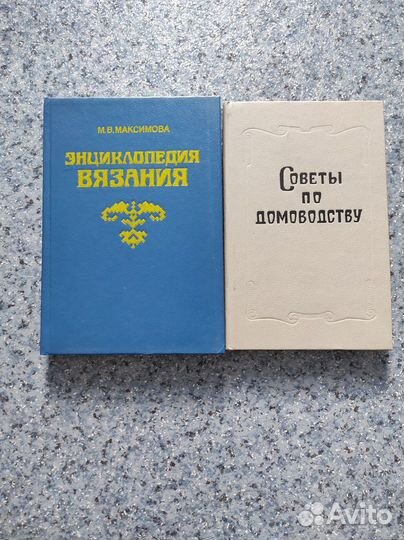 М.В.МАКСИМОВА
ЭНЦИКЛОПЕДИЯ
ВЯЗАНИЯ
СОВЕТЫ
ПО
ДОМОВОДСТВУ
Avito